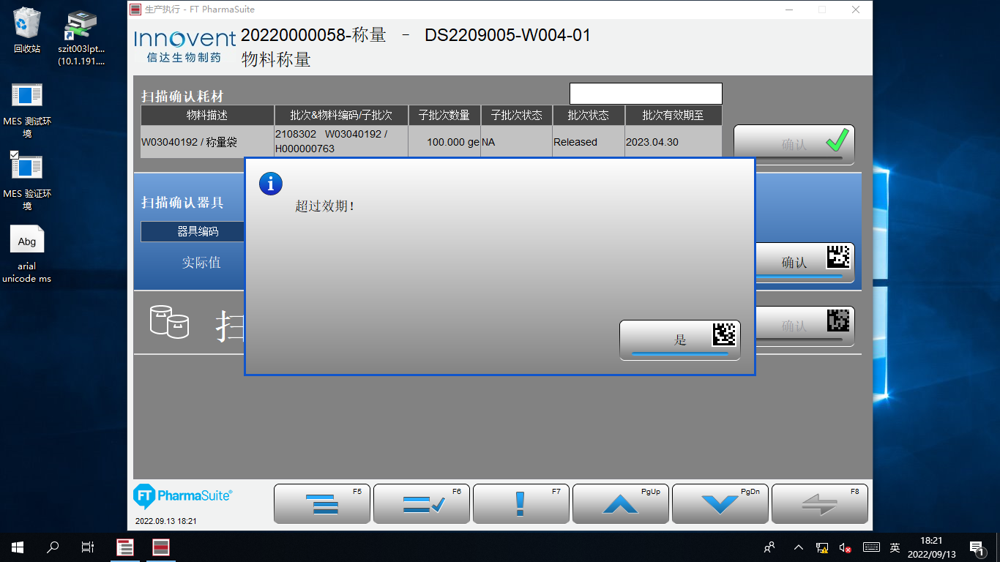 回收站
szit003lpt...
(10.1.191....
MES 测试环
境
MES 验证环
境
Abg
arial
unicode ms
生产执行 - FT PharmaSuite
Innovent
信达生物制药
20220000058-称量 - DS2209005-W004-01
物料称量
扫描确认耗材
物料描述 批次&物料编码/子批次 子批次数量 子批次状态 批次状态 批次有效期至
W03040192 / 称量袋 2108302 W03040192 / H000000763 100.000 ge NA Released 2023.04.30
确认
扫描确认器具
器具编码
实际值
确认
超过效期！
是
扫
确认
FT PharmaSuite®
2022.09.13 18:21
F5 F6 F7 PgUp PgDn F8
英
18:21
2022/09/13
1